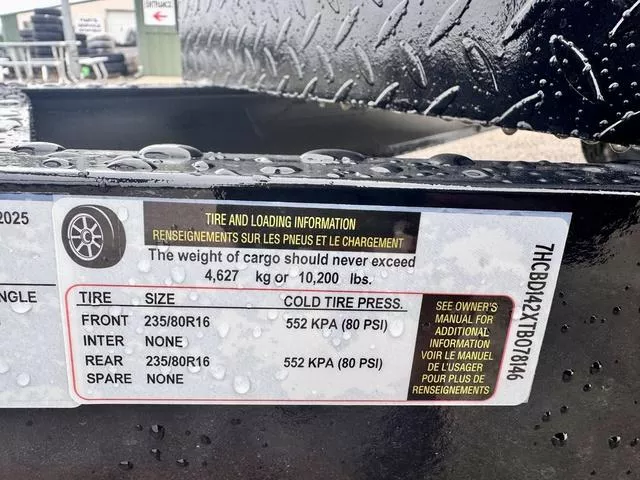 ENTRANCE
2025
ANGLE
TIRE AND LOADING INFORMATION
RENSEIGNEMENTS SUR LES PNEUS ET LE CHARGEMENT
The weight of cargo should never exceed
4,627 kg or 10,200 lbs.
TIRE SIZE COLD TIRE PRESS.
FRONT 235/80R16 552 KPA (80 PSI)
INTER NONE
REAR 235/80R16 552 KPA (80 PSI)
SPARE NONE
SEE OWNER'S
MANUAL FOR
ADDITIONAL
INFORMATION
VOIR LE MANUEL
DE L'USAGER
POUR PLUS DE
RENSEIGNEMENTS
7HCBDI42XTB078I46